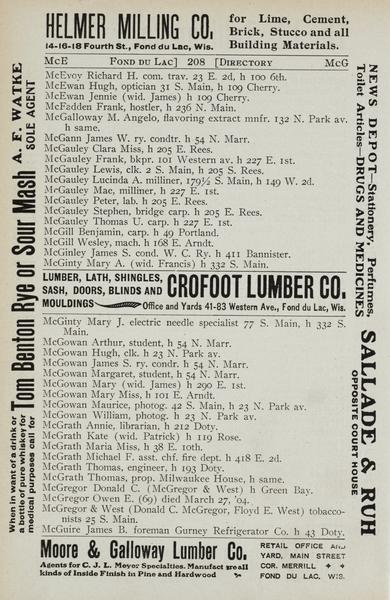 HELMER MILLING CO.
for Lime, Cement,
Brick, Stucco and all
Building Materials.
14-16-18 Fourth St., Fond du Lac, Wis.
McE FOND DU LAC] 208 [DIRECTORY McG
McEvoy Richard H. com. trav. 23 E. 2d, h 100 6th.
McEwan Hugh, optician 31 S. Main, h 109 Cherry.
McEwan Jennie (wid. James) h 109 Cherry.
McFadden Frank, hostler, h 236 N. Main.
McGalloway M. Angelo, flavoring extract mnfr. 132 N. Park av.
h same.
McGann James W. ry. condtr. h 54 N. Marr.
McGauley Clara Miss, h 205 E. Rees.
McGauley Frank, bkpr. 101 Western av. h 227 E. 1st.
McGauley Lewis, clk. 2 S. Main, h 205 S. Rees.
McGauley Lucinda A. milliner, 179½ S. Main, h 149 W. 2d.
McGauley Mae, milliner, h 227 E. 1st.
McGauley Peter, lab. h 205 E. Rees.
McGauley Stephen, bridge carp. h 205 E. Rees.
McGauley Thomas U. carp. h 227 E. 1st.
McGill Benjamin, carp. h 49 Portland.
McGill Wesley, mach. h 168 E. Arndt.
McGinley James S. cond. W. C. Ry. h 411 Bannister.
McGinty Mary A. (wid. Francis) h 332 S. Main.
LUMBER, LATH, SHINGLES,
SASH, DOORS, BLINDS AND
MOULDINGS
CROFOOT LUMBER CO.
Office and Yards 41-83 Western Ave., Fond du Lac, Wis.
McGinty Mary J. electric needle specialist 77 S. Main, h 332 S.
Main.
McGowan Arthur, student, h 54 N. Marr.
McGowan Hugh, clk. h 23 N. Park av.
McGowan James S. ry. condr. h 54 N. Marr.
McGowan Margaret, student, h 54 N. Marr.
McGowan Mary (wid. James) h 290 E. 1st.
McGowan Mary Miss, h 101 E. Arndt.
McGowan Maurice, photog. 42 S. Main, h 23 N. Park av.
McGowan William, photog. h 23 N. Park av.
McGrath Annie, librarian, h 212 Doty.
McGrath Kate (wid. Patrick) h 119 Rose.
McGrath Maria Miss, h 38 E. 10th.
McGrath Michael F. asst. chf. fire dept. h 418 E. 2d.
McGrath Thomas, engineer, h 193 Doty.
McGrath Thomas, prop. Milwaukee House, h same.
McGregor Donald C. (McGregor & West) h Green Bay.
McGregor Owen E. (69) died March 27, '04.
McGregor & West (Donald C. McGregor, Floyd E. West) tobacco-
nists 25 S. Main.
McGuire James B. foreman Gurney Refrigerator Co. h 43 Doty.
Moore & Galloway Lumber Co.
Agents for C. J. L. Meyer Specialties. Manufact are all
kinds of Inside Finish in Pine and Hardwood
RETAIL OFFICE AND
YARD, MAIN STREET
COR. MERRILL
FOND DU LAC, WIS.
When in want of a drink or
a bottle of pure whiskey for
medical purposes call for
Tom Benton Rye or Sour Mash
A. F. WATKE
SOLE AGENT
NEWS DEPOT—Stationery, Perfumes,
Toilet Articles—DRUGS AND MEDICINES
SALLADE & RUH
OPPOSITE COURT HOUSE